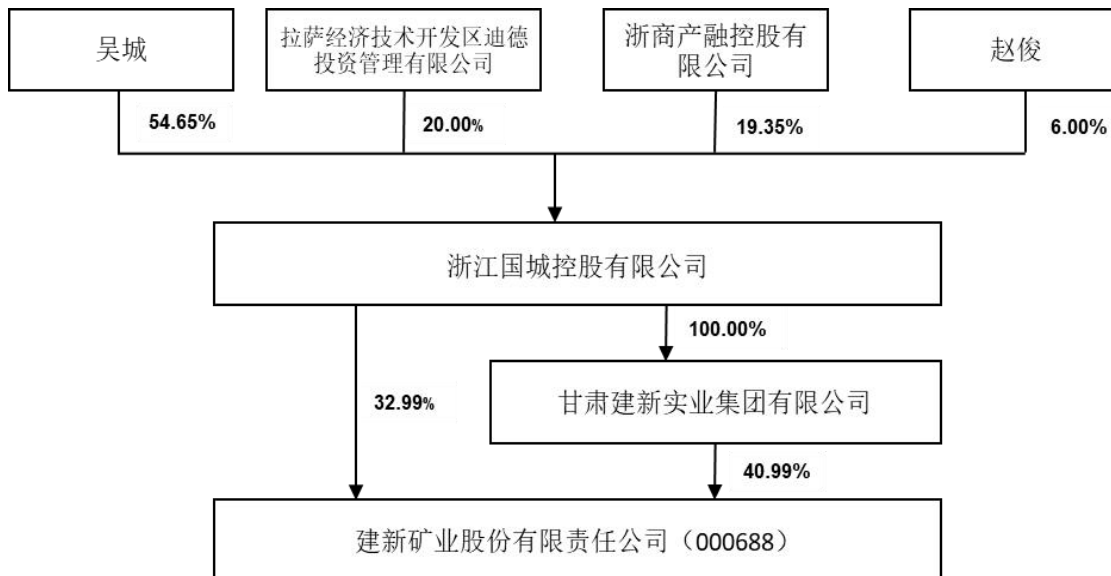 吴城
拉萨经济技术开发区迪德
投资管理有限公司
浙商产融控股有
限公司
赵俊
54.65%
20.00%
19.35%
6.00%
浙江国城控股有限公司
100.00%
32.99%
甘肃建新实业集团有限公司
40.99%
建新矿业股份有限责任公司（000688）